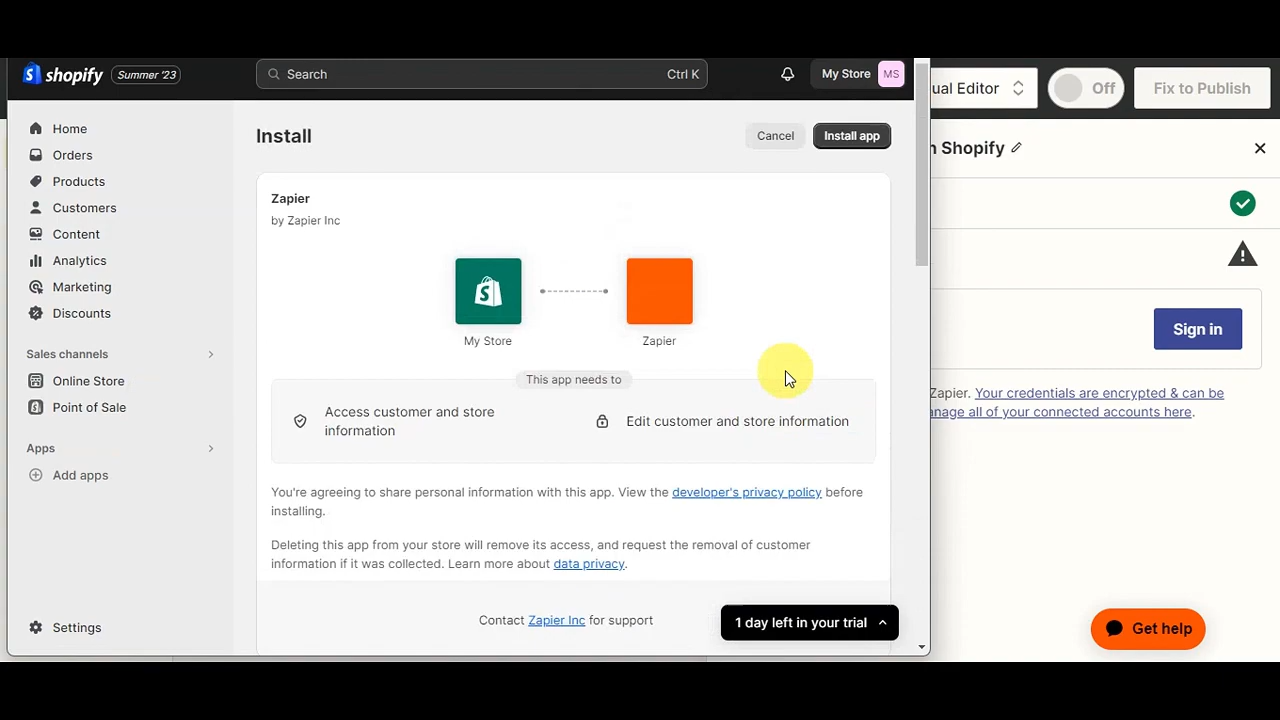 shopify
Summer '23
Search
Ctrl K
My Store
MS
Home
Orders
Products
Customers
Content
Analytics
Marketing
Discounts
Sales channels
Online Store
Point of Sale
Apps
Add apps
Settings
Install
Cancel
Install app
Zapier
by Zapier Inc
My Store
Zapier
This app needs to
Access customer and store
information
Edit customer and store information
You're agreeing to share personal information with this app. View the developer's privacy policy before
installing.
Deleting this app from your store will remove its access, and request the removal of customer
information if it was collected. Learn more about data privacy.
Contact Zapier Inc for support
1 day left in your trial
Editor
Off
Fix to Publish
Shopify
Sign in
Zapier. Your credentials are encrypted & can be
all of your connected accounts here.
Get help